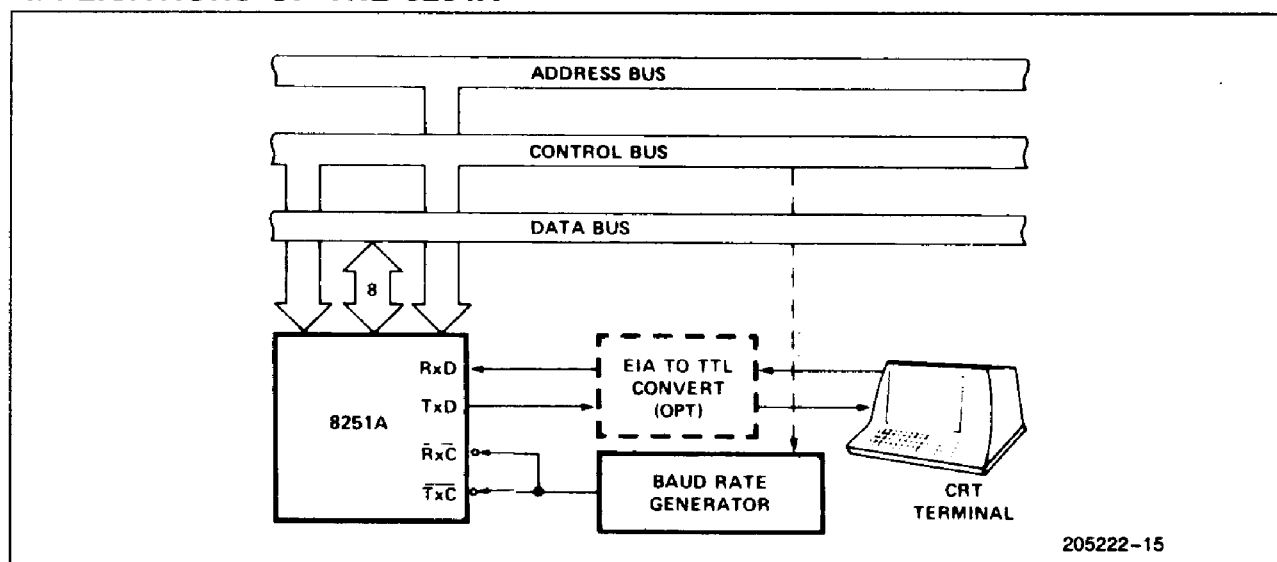 ADDRESS BUS
CONTROL BUS
DATA BUS
8
8251A
RxD
TxD
RxC
TxC
EIA TO TTL
CONVERT
(OPT)
BAUD RATE
GENERATOR
CRT
TERMINAL
205222-15